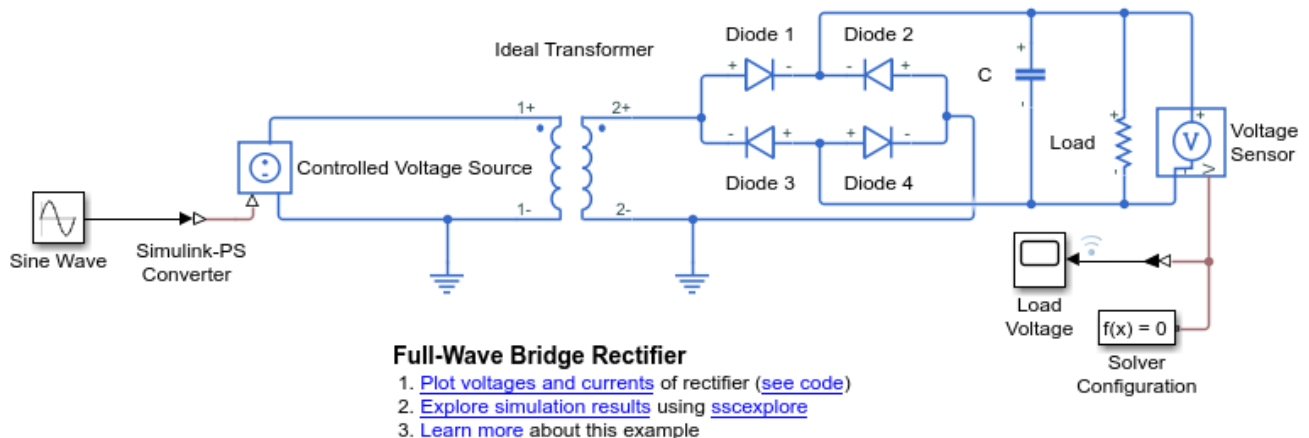 Diode 1
Diode 2
Ideal Transformer
+
-
-
+
+
C
-
1+
2+
-
+
+
-
+
Load
-
+
V
-
V
Voltage
Sensor
Controlled Voltage Source
Diode 3
Diode 4
1-
2-
Sine Wave
Simulink-PS
Converter
Load
Voltage
f(x) = 0
Solver
Configuration
Full-Wave Bridge Rectifier
1. Plot voltages and currents of rectifier (see code)
2. Explore simulation results using sscexplore
3. Learn more about this example